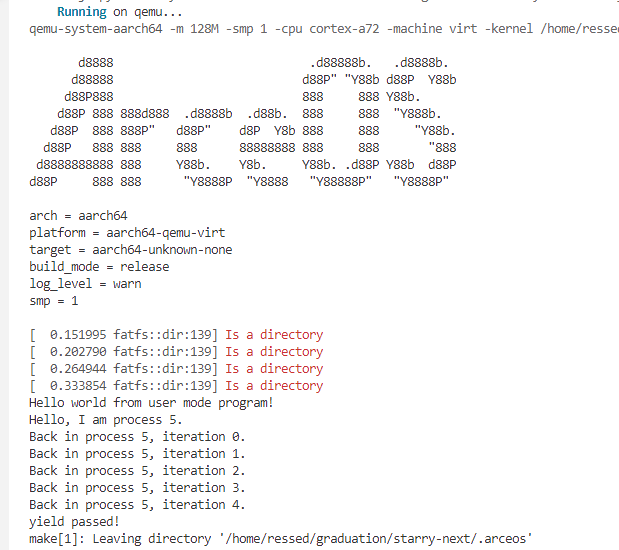 Running on qemu...
qemu-system-aarch64 -m 128M -smp 1 -cpu cortex-a72 -machine virt -kernel /home/resse
       d8888                            .d88888b.   .d8888b.
      d88888                           d88P" "Y88b d88P  Y88b
     d88P888                           888     888 Y88b.
    d88P 888 888d888  .d8888b  .d88b.  888     888  "Y888b.
   d88P  888 888P"   d88P"    d8P  Y8b 888     888     "Y88b.
  d88P   888 888     888      88888888 888     888       "888
 d8888888888 888     Y88b.    Y8b.     Y88b. .d88P Y88b  d88P
d88P     888 888      "Y8888P  "Y8888   "Y88888P"   "Y8888P"
arch = aarch64
platform = aarch64-qemu-virt
target = aarch64-unknown-none
build_mode = release
log_level = warn
smp = 1
[  0.151995 fatfs::dir:139] Is a directory
[  0.202790 fatfs::dir:139] Is a directory
[  0.264944 fatfs::dir:139] Is a directory
[  0.333854 fatfs::dir:139] Is a directory
Hello world from user mode program!
Hello, I am process 5.
Back in process 5, iteration 0.
Back in process 5, iteration 1.
Back in process 5, iteration 2.
Back in process 5, iteration 3.
Back in process 5, iteration 4.
yield passed!
make[1]: Leaving directory '/home/ressed/graduation/starry-next/.arceos'